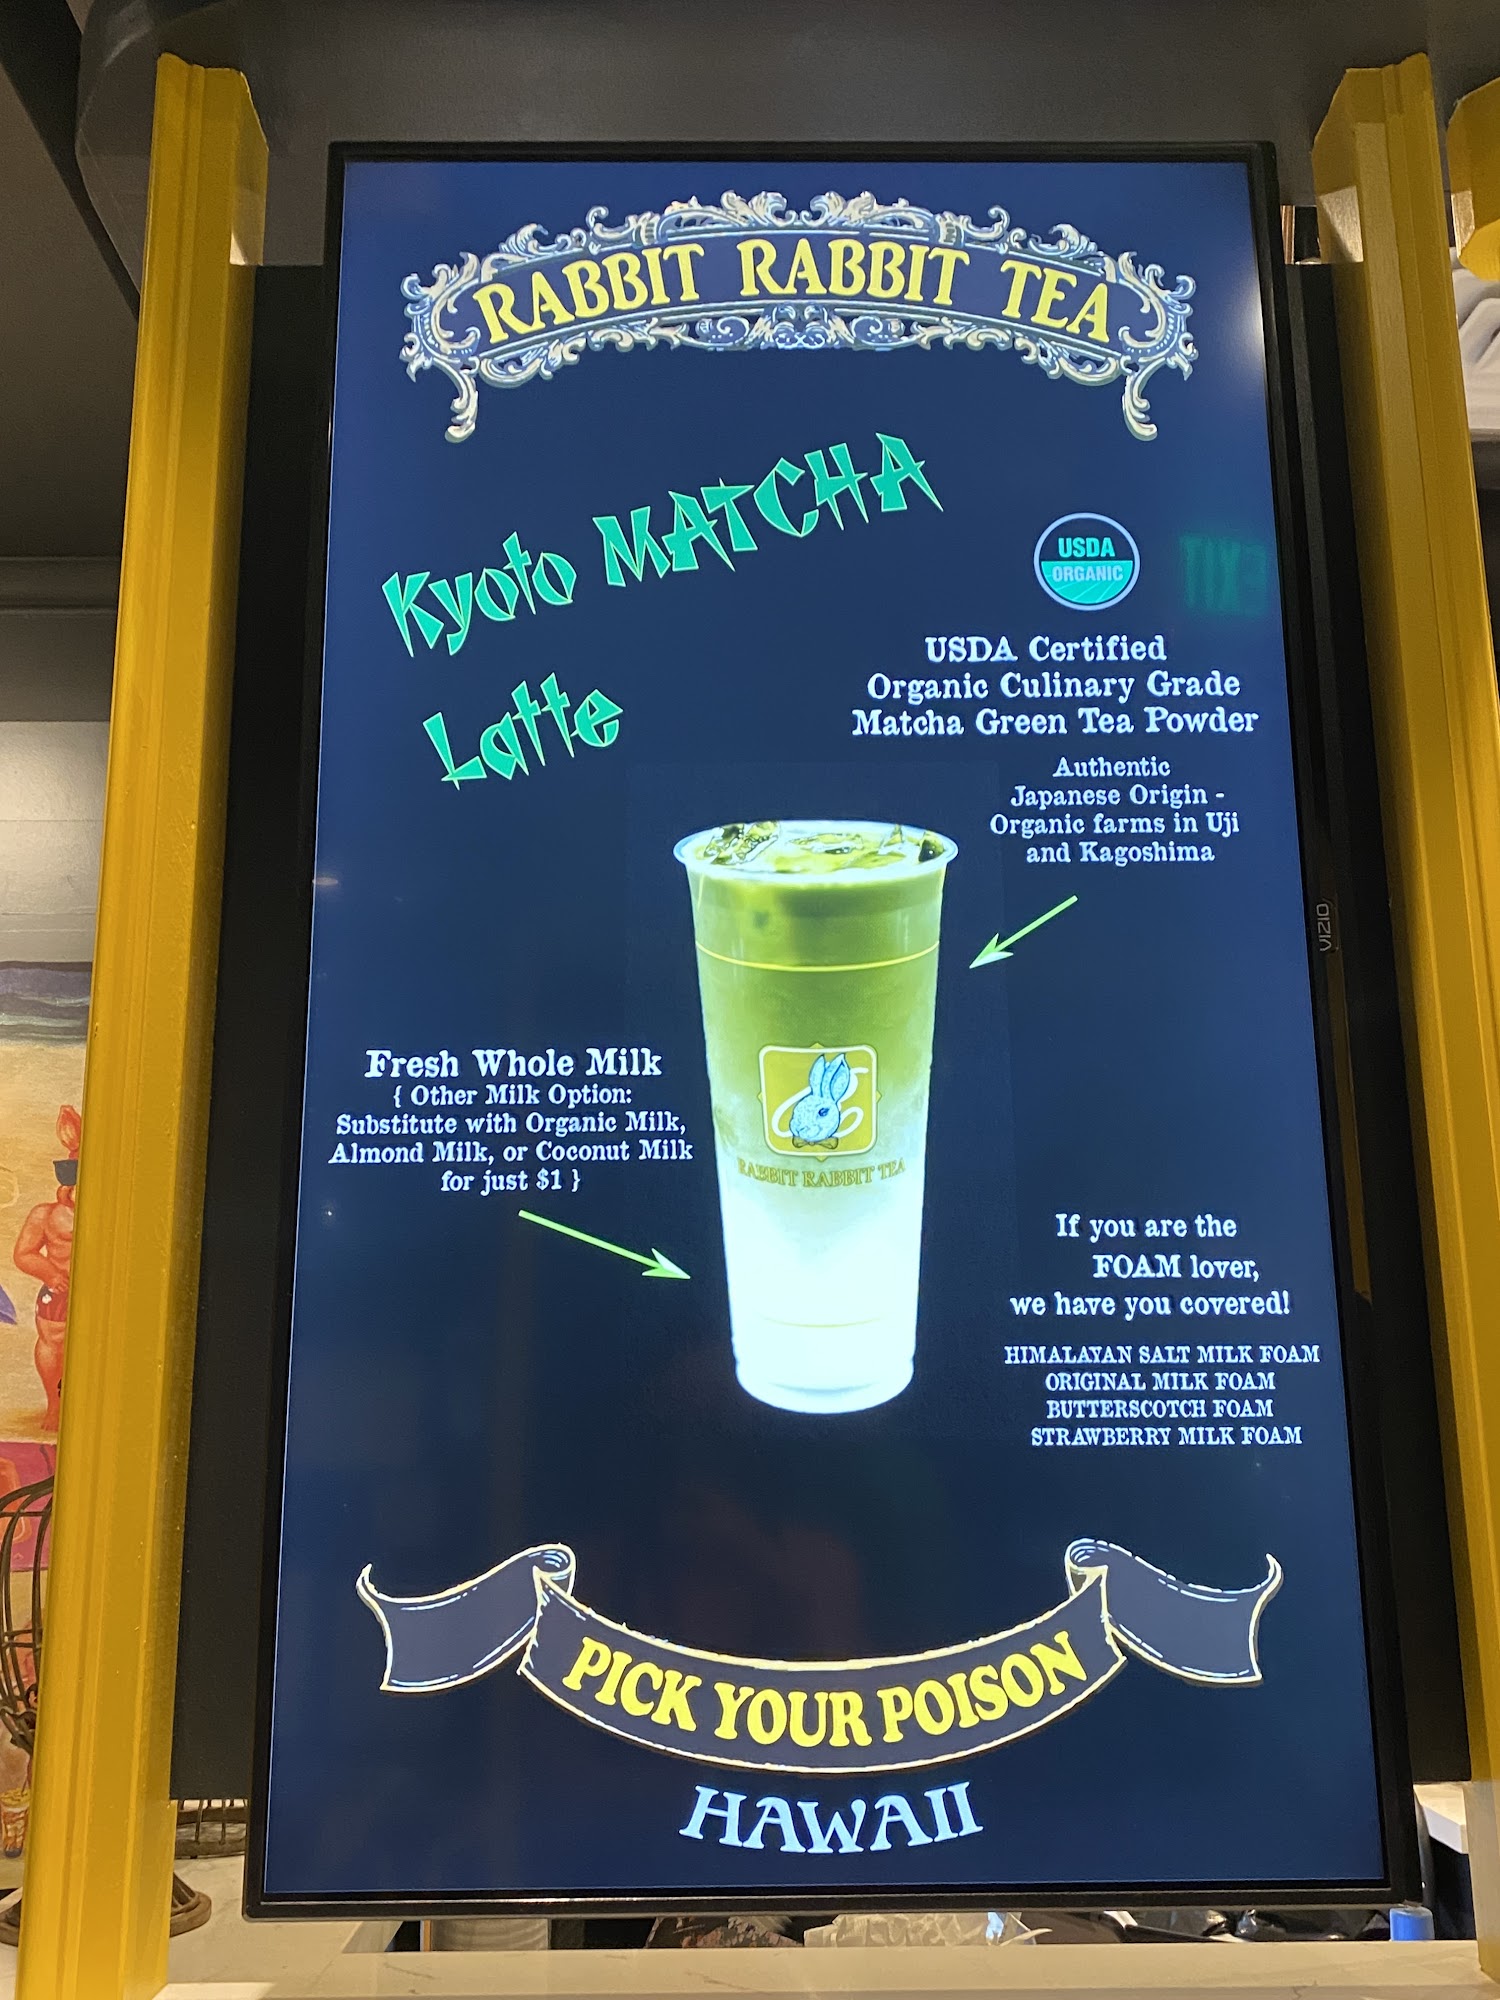 RABBIT RABBIT TEA
Kyoto MATCHA
Latte
USDA
ORGANIC
EXIT
USDA Certified
Organic Culinary Grade
Matcha Green Tea Powder
Authentic
Japanese Origin -
Organic farms in Uji
and Kagoshima
VIZIO
Fresh Whole Milk
{ Other Milk Option:
Substitute with Organic Milk,
Almond Milk, or Coconut Milk
for just $1 }
RABBIT RABBIT TEA
If you are the
FOAM lover,
we have you covered!
HIMALAYAN SALT MILK FOAM
ORIGINAL MILK FOAM
BUTTERSCOTCH FOAM
STRAWBERRY MILK FOAM
PICK YOUR POISON
HAWAII